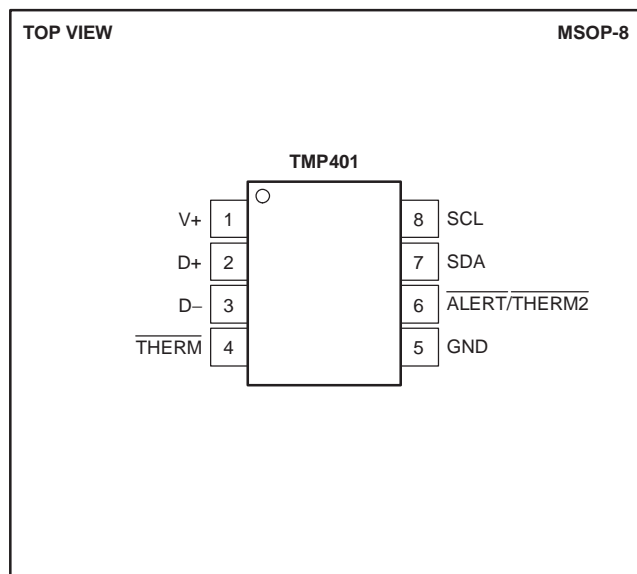 TOP VIEW MSOP-8
TMP401
V+ 1 8 SCL
D+ 2 7 SDA
D− 3 6 ALERT/THERM2
THERM 4 5 GND